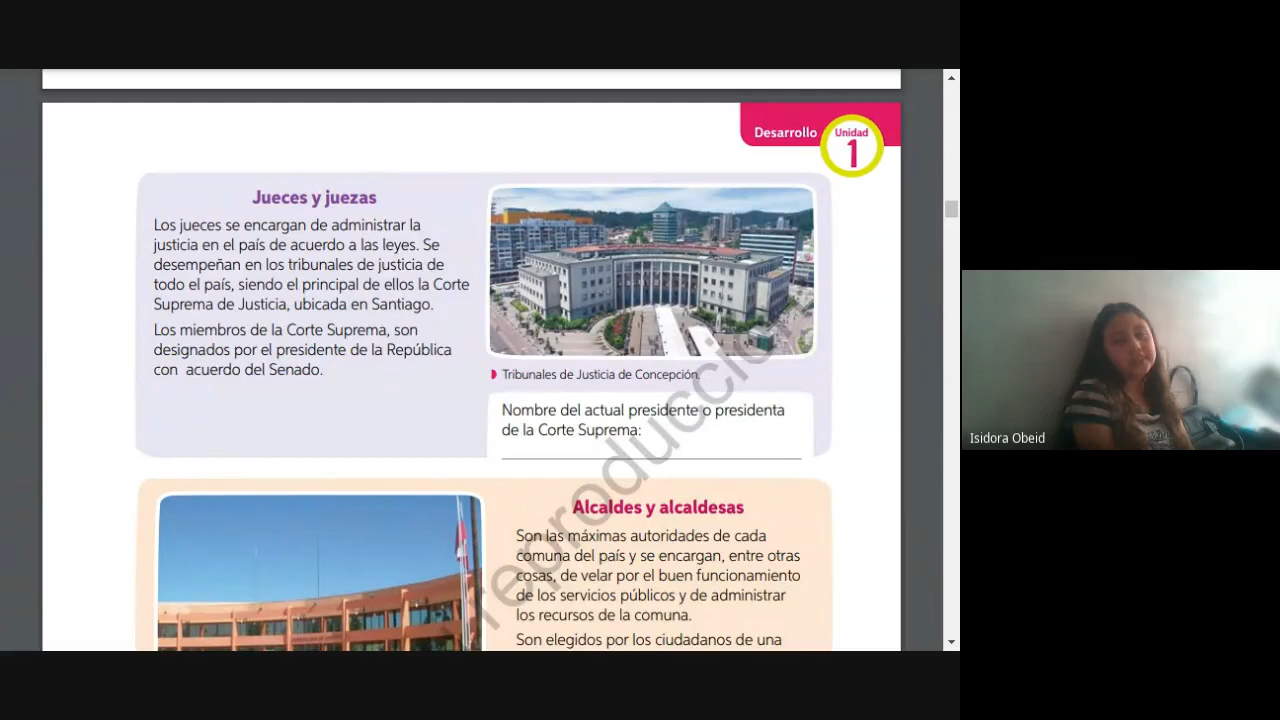 Desarrollo
Unidad
1
Jueces y juezas
Los jueces se encargan de administrar la
justicia en el país de acuerdo a las leyes. Se
desempeñan en los tribunales de justicia de
todo el país, siendo el principal de ellos la Corte
Suprema de Justicia, ubicada en Santiago.
Los miembros de la Corte Suprema, son
designados por el presidente de la República
con acuerdo del Senado.
Tribunales de Justicia de Concepción.
Nombre del actual presidente o presidenta
de la Corte Suprema:
Alcaldes y alcaldesas
Son las máximas autoridades de cada
comuna del país y se encargan, entre otras
cosas, de velar por el buen funcionamiento
de los servicios públicos y de administrar
los recursos de la comuna.
Son elegidos por los ciudadanos de una
Isidora Obeid